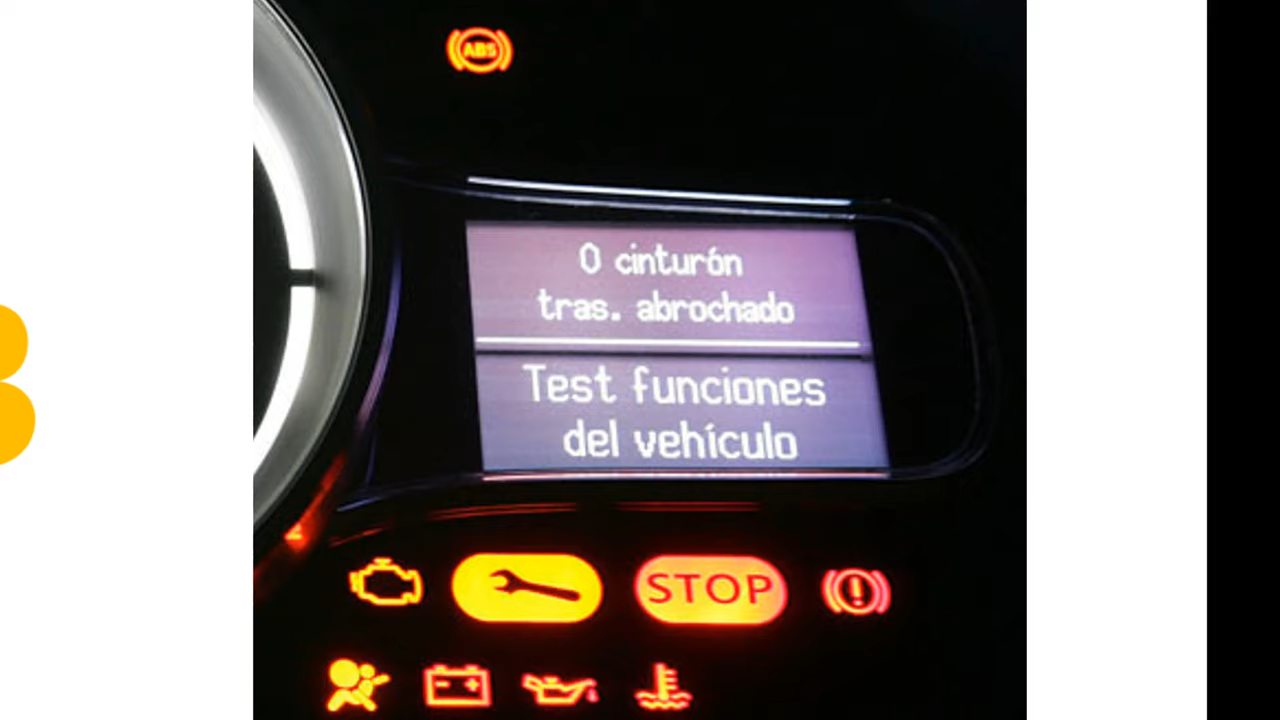 ABS
0 cinturón
tras. abrochado
Test funciones
del vehículo
STOP